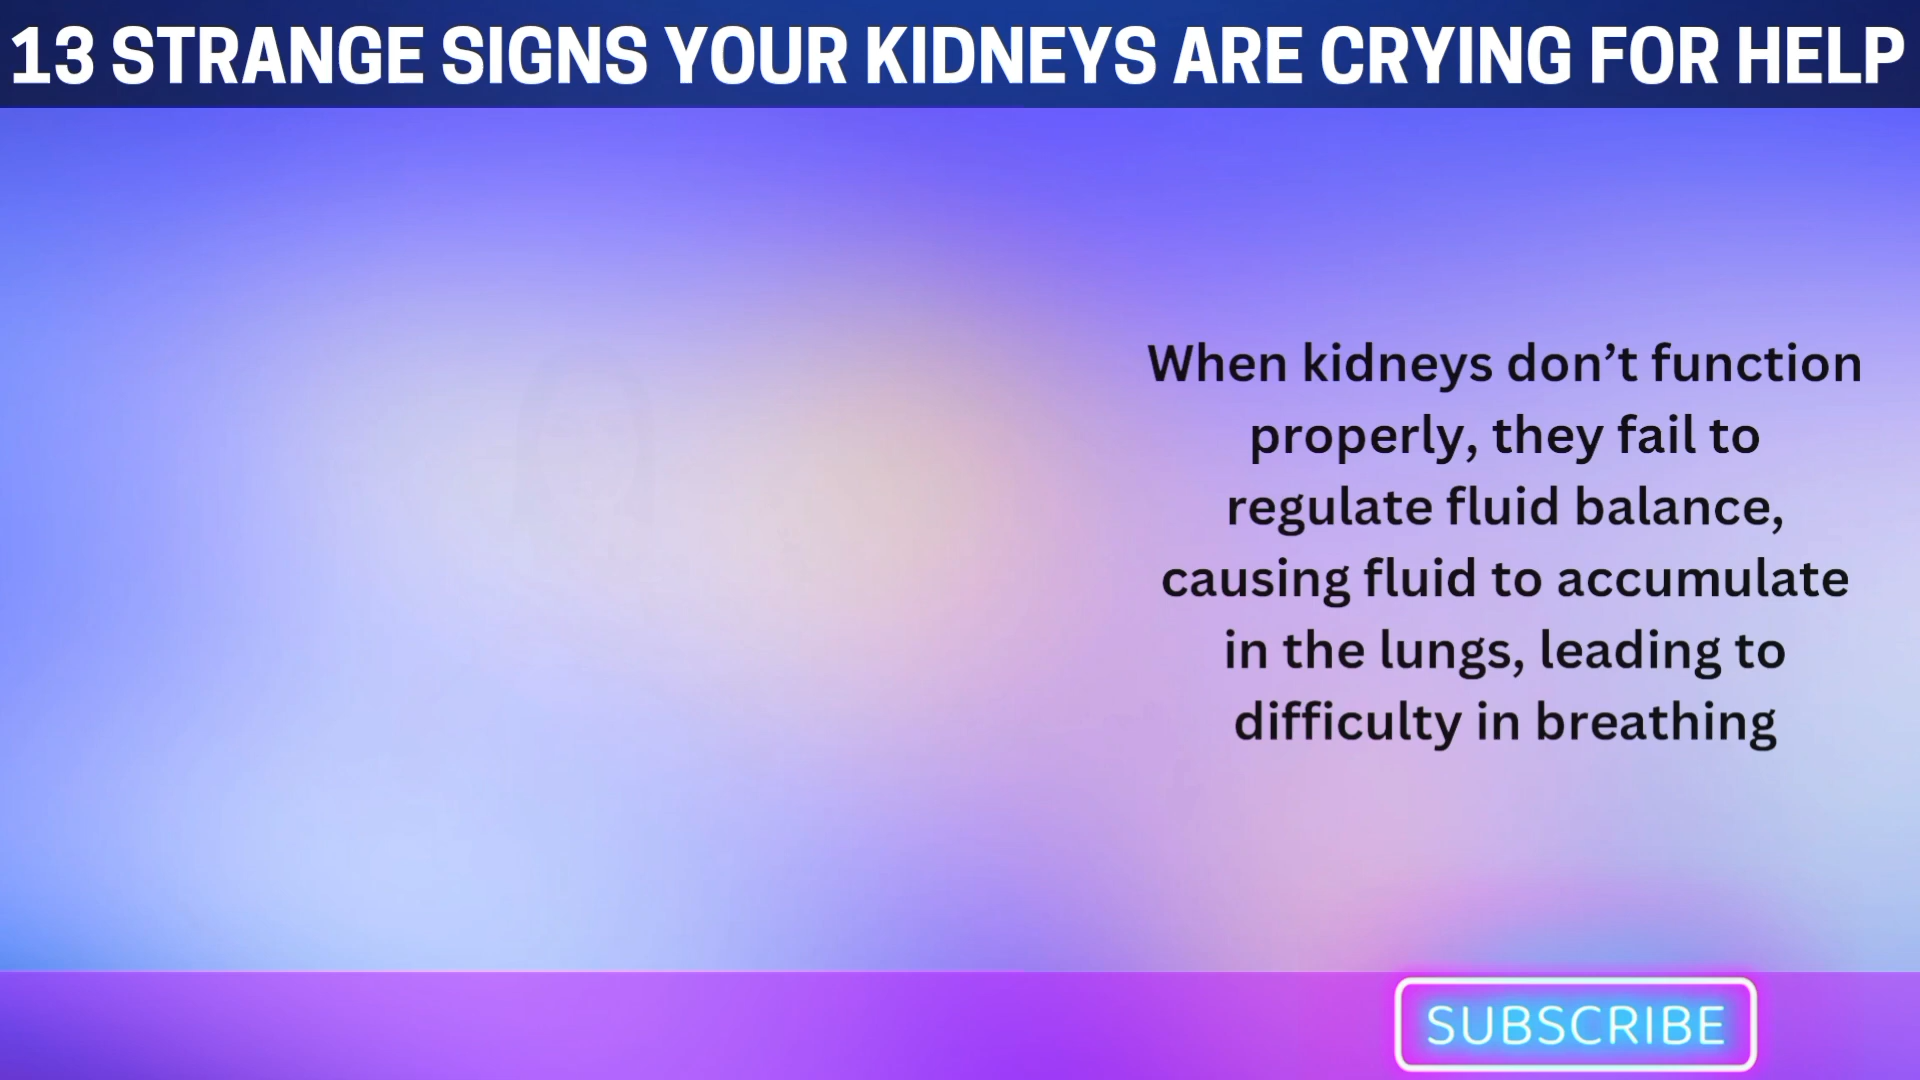 13 STRANGE SIGNS YOUR KIDNEYS ARE CRYING FOR HELP
When kidneys don’t function
properly, they fail to
regulate fluid balance,
causing fluid to accumulate
in the lungs, leading to
difficulty in breathing
SUBSCRIBE